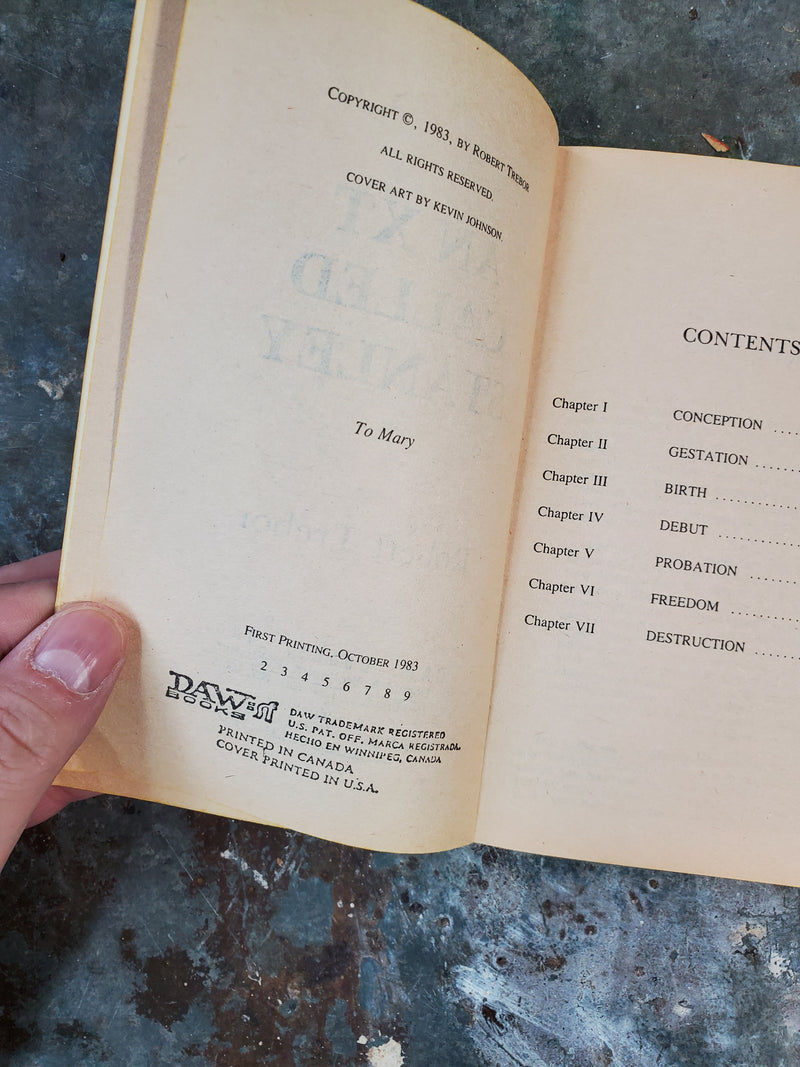 COPYRIGHT ©, 1983, BY ROBERT TREBOR
ALL RIGHTS RESERVED.
COVER ART BY KEVIN JOHNSON.
To Mary
FIRST PRINTING, OCTOBER 1983
2 3 4 5 6 7 8 9
DAW sf
BOOKS
DAW TRADEMARK REGISTERED
U.S. PAT. OFF. MARCA REGISTRADA.
HECHO EN WINNIPEG, CANADA
PRINTED IN CANADA
COVER PRINTED IN U.S.A.
CONTENTS
Chapter I CONCEPTION ....
Chapter II GESTATION ......
Chapter III BIRTH ............
Chapter IV DEBUT ...........
Chapter V PROBATION .......
Chapter VI FREEDOM .........
Chapter VII DESTRUCTION ......